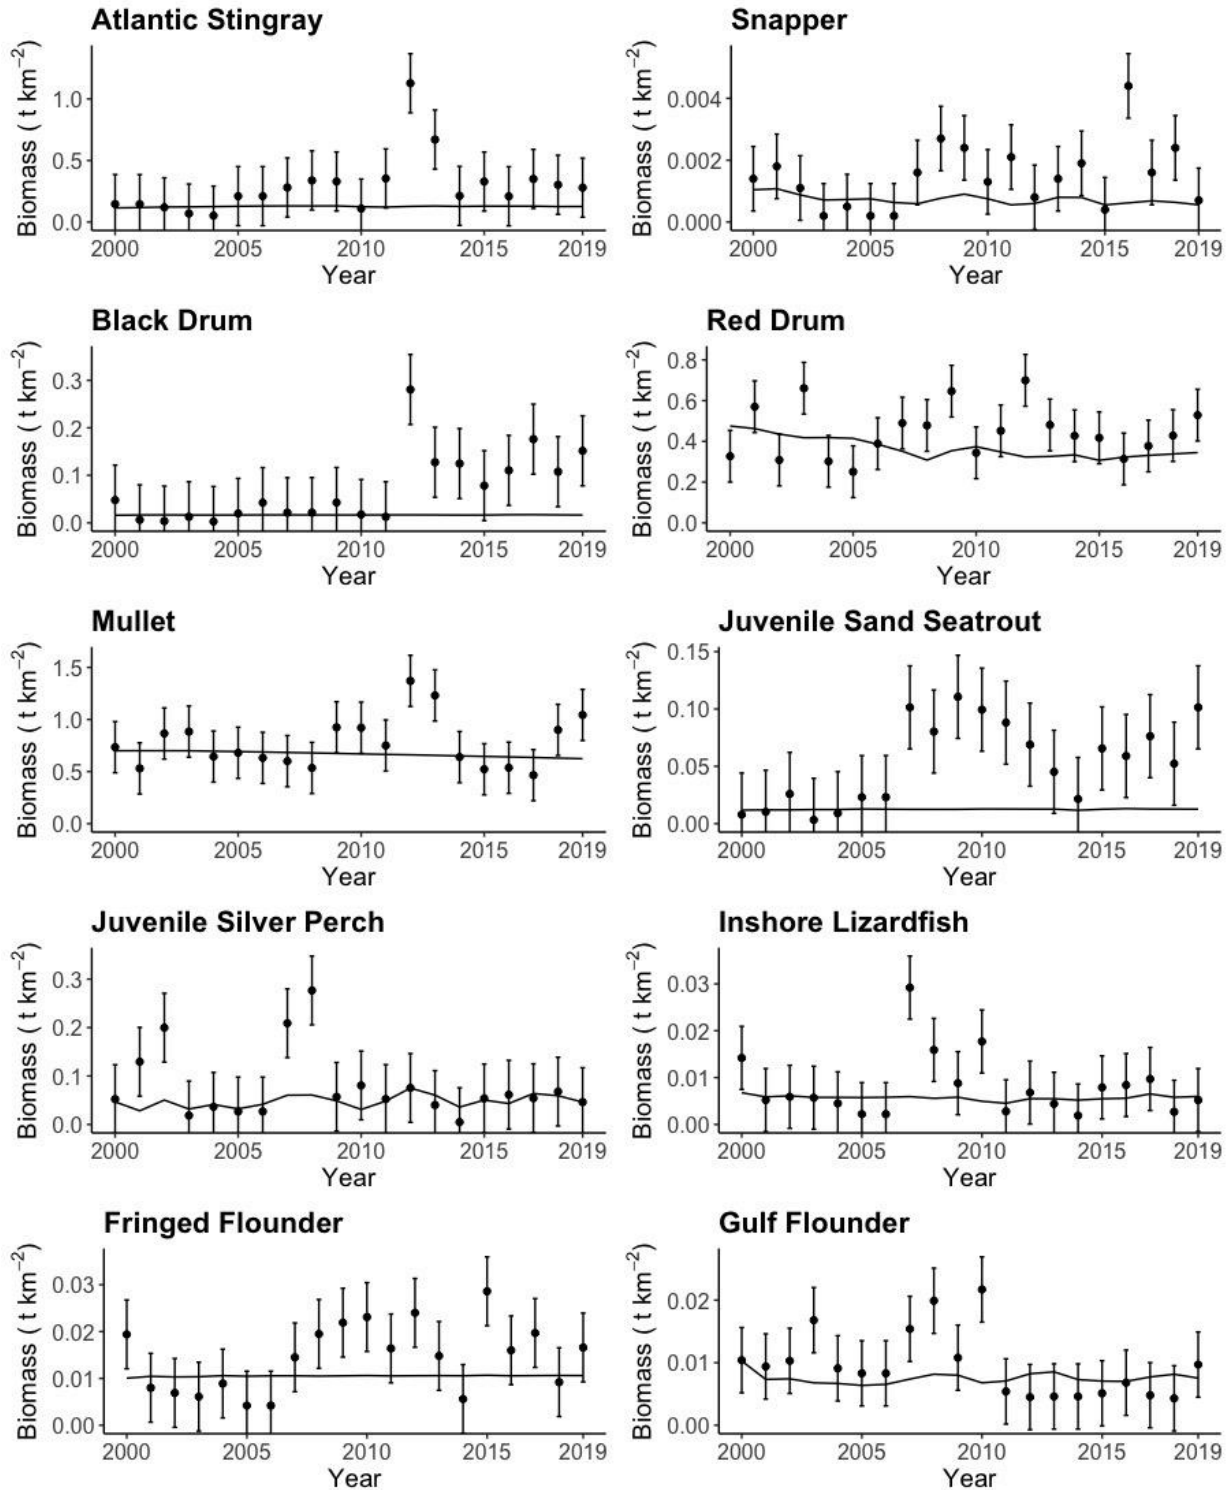 Atlantic Stingray
Biomass ( t km−2)
1.0
0.5
0.0
2000 2005 2010 2015 2019
Year
Snapper
Biomass ( t km−2)
0.004
0.002
0.000
2000 2005 2010 2015 2019
Year
Black Drum
Biomass ( t km−2)
0.3
0.2
0.1
0.0
2000 2005 2010 2015 2019
Year
Red Drum
Biomass ( t km−2)
0.8
0.6
0.4
0.2
0.0
2000 2005 2010 2015 2019
Year
Mullet
Biomass ( t km−2)
1.5
1.0
0.5
0.0
2000 2005 2010 2015 2019
Year
Juvenile Sand Seatrout
Biomass ( t km−2)
0.15
0.10
0.05
0.00
2000 2005 2010 2015 2019
Year
Juvenile Silver Perch
Biomass ( t km−2)
0.3
0.2
0.1
0.0
2000 2005 2010 2015 2019
Year
Inshore Lizardfish
Biomass ( t km−2)
0.03
0.02
0.01
0.00
2000 2005 2010 2015 2019
Year
Fringed Flounder
Biomass ( t km−2)
0.03
0.02
0.01
0.00
2000 2005 2010 2015 2019
Year
Gulf Flounder
Biomass ( t km−2)
0.02
0.01
0.00
2000 2005 2010 2015 2019
Year